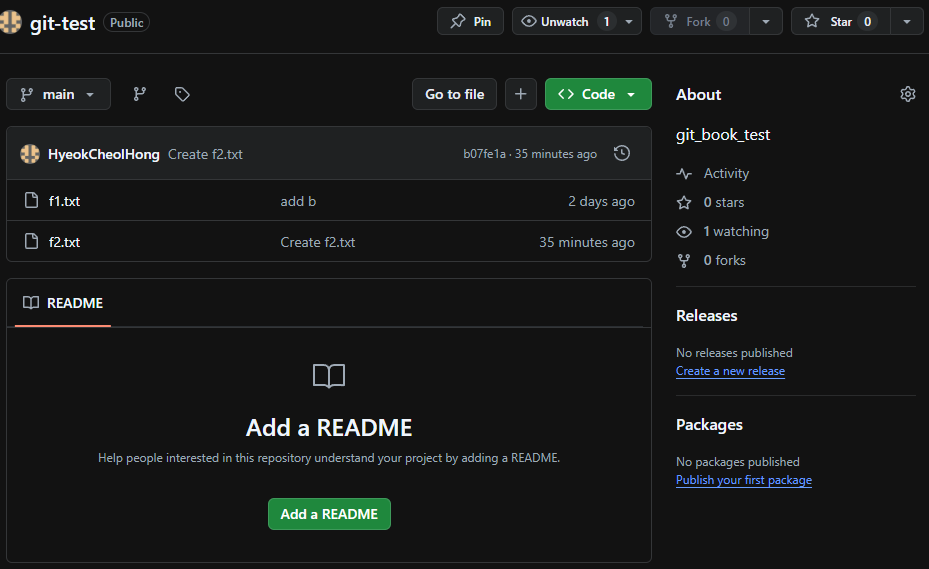 git-test Public Pin Unwatch 1 Fork 0 Star 0
main Go to file Code
HyeokCheolHong Create f2.txt b07fe1a · 35 minutes ago
f1.txt add b 2 days ago
f2.txt Create f2.txt 35 minutes ago
README
Add a README
Help people interested in this repository understand your project by adding a README.
Add a README
About
git_book_test
Activity
0 stars
1 watching
0 forks
Releases
No releases published
Create a new release
Packages
No packages published
Publish your first package